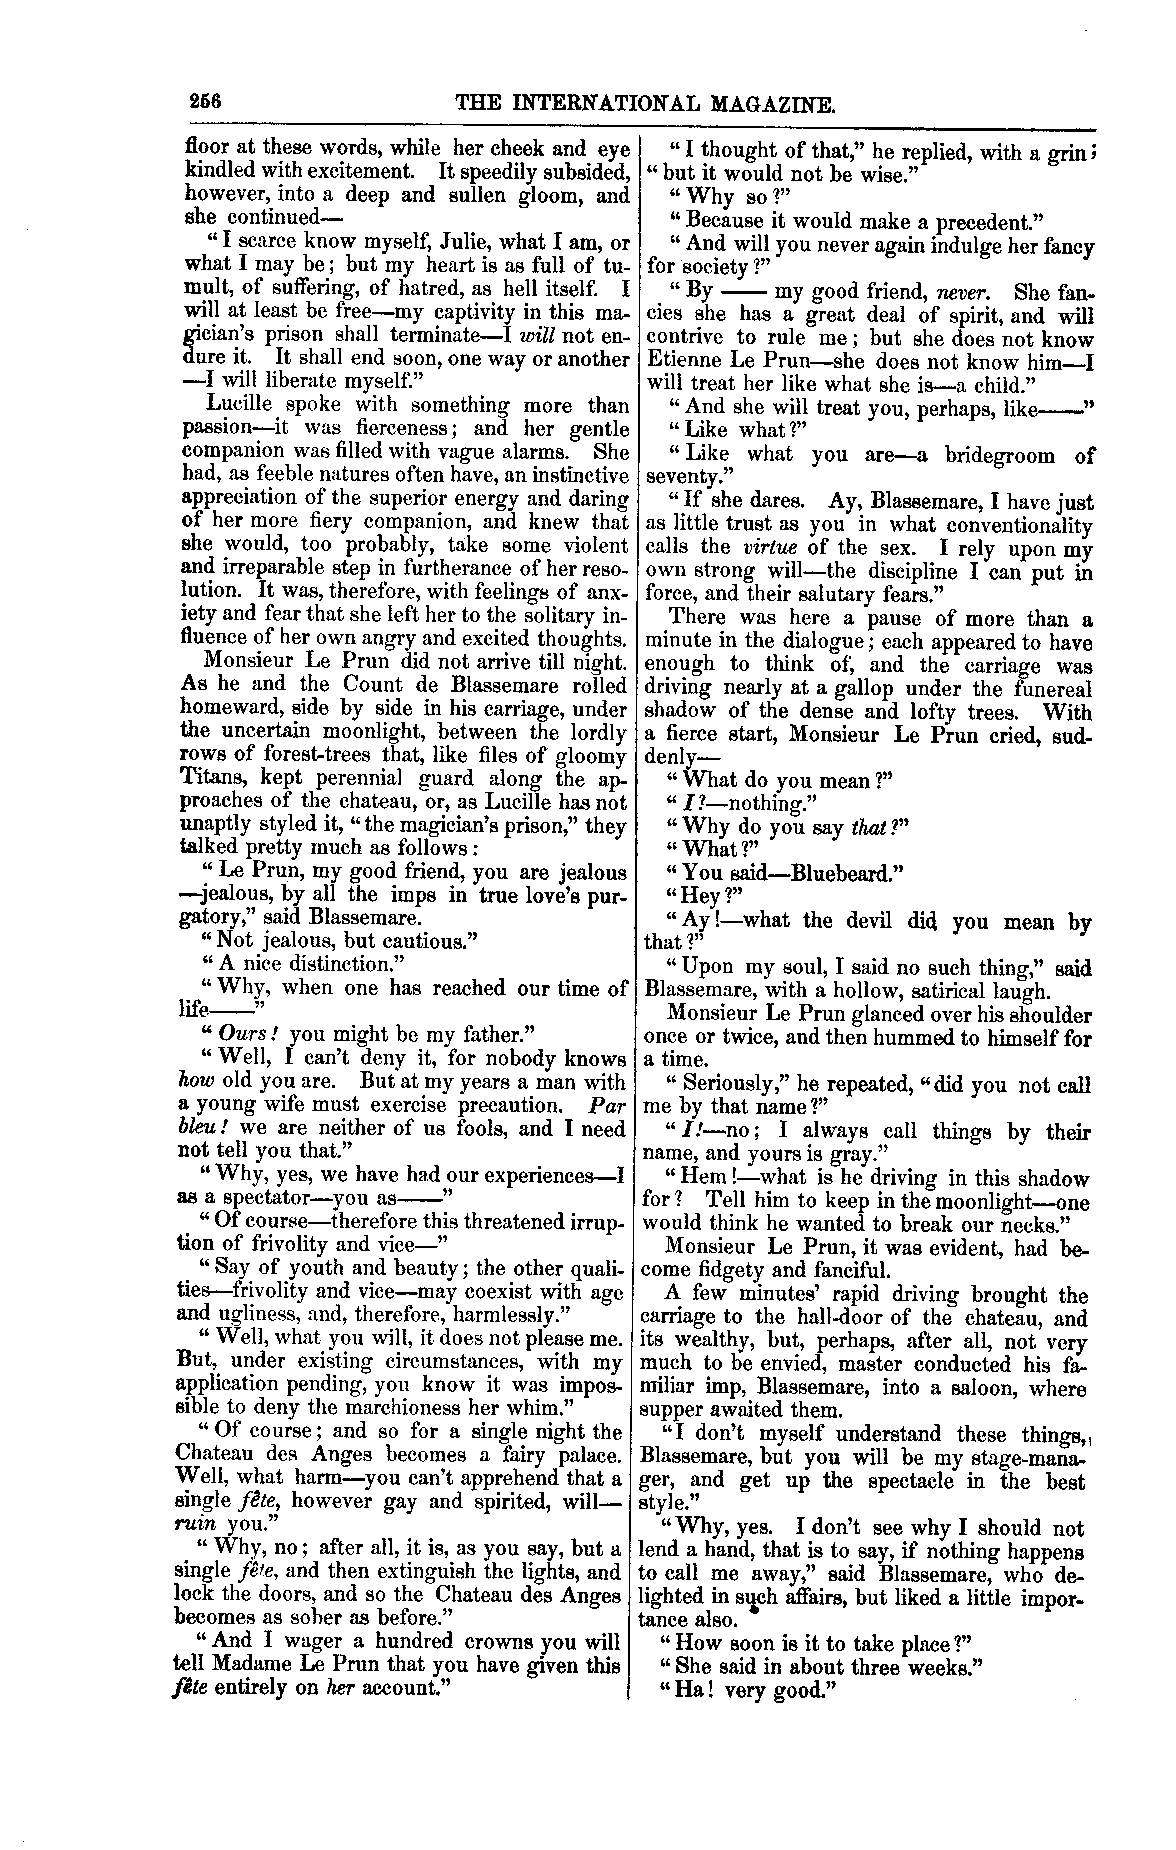 256 THE INTERNATIONAL MAGAZINE.
floor at these words, while her cheek and eye
kindled with excitement. It speedily subsided,
however, into a deep and sullen gloom, and
she continued—
“I scarce know myself, Julie, what I am, or
what I may be; but my heart is as full of tu-
mult, of suffering, of hatred, as hell itself. I
will at least be free—my captivity in this ma-
gician’s prison shall terminate—I will not en-
dure it. It shall end soon, one way or another
—I will liberate myself.”
Lucille spoke with something more than
passion—it was fierceness; and her gentle
companion was filled with vague alarms. She
had, as feeble natures often have, an instinctive
appreciation of the superior energy and daring
of her more fiery companion, and knew that
she would, too probably, take some violent
and irreparable step in furtherance of her reso-
lution. It was, therefore, with feelings of anx-
iety and fear that she left her to the solitary in-
fluence of her own angry and excited thoughts.
Monsieur Le Prun did not arrive till night.
As he and the Count de Blassemare rolled
homeward, side by side in his carriage, under
the uncertain moonlight, between the lordly
rows of forest-trees that, like files of gloomy
Titans, kept perennial guard along the ap-
proaches of the chateau, or, as Lucille has not
unaptly styled it, “the magician’s prison,” they
talked pretty much as follows:
“Le Prun, my good friend, you are jealous
—jealous, by all the imps in true love’s pur-
gatory,” said Blassemare.
“Not jealous, but cautious.”
“A nice distinction.”
“Why, when one has reached our time of
life——”
“Ours! you might be my father.”
“Well, I can’t deny it, for nobody knows
how old you are. But at my years a man with
a young wife must exercise precaution. Par
bleu! we are neither of us fools, and I need
not tell you that.”
“Why, yes, we have had our experiences—I
as a spectator—you as——”
“Of course—therefore this threatened irrup-
tion of frivolity and vice—”
“Say of youth and beauty; the other quali-
ties—frivolity and vice—may coexist with age
and ugliness, and, therefore, harmlessly.”
“Well, what you will, it does not please me.
But, under existing circumstances, with my
application pending, you know it was impos-
sible to deny the marchioness her whim.”
“Of course; and so for a single night the
Chateau des Anges becomes a fairy palace.
Well, what harm—you can’t apprehend that a
single fête, however gay and spirited, will—
ruin you.”
“Why, no; after all, it is, as you say, but a
single fête, and then extinguish the lights, and
lock the doors, and so the Chateau des Anges
becomes as sober as before.”
“And I wager a hundred crowns you will
tell Madame Le Prun that you have given this
fête entirely on her account.”
“I thought of that,” he replied, with a grin;
“but it would not be wise.”
“Why so?”
“Because it would make a precedent.”
“And will you never again indulge her fancy
for society?”
“By —— my good friend, never. She fan-
cies she has a great deal of spirit, and will
contrive to rule me; but she does not know
Etienne Le Prun—she does not know him—I
will treat her like what she is—a child.”
“And she will treat you, perhaps, like——”
“Like what?”
“Like what you are—a bridegroom of
seventy.”
“If she dares. Ay, Blassemare, I have just
as little trust as you in what conventionality
calls the virtue of the sex. I rely upon my
own strong will—the discipline I can put in
force, and their salutary fears.”
There was here a pause of more than a
minute in the dialogue; each appeared to have
enough to think of, and the carriage was
driving nearly at a gallop under the funereal
shadow of the dense and lofty trees. With
a fierce start, Monsieur Le Prun cried, sud-
denly—
“What do you mean?”
“I?—nothing.”
“Why do you say that?”
“What?”
“You said—Bluebeard.”
“Hey?”
“Ay!—what the devil did you mean by
that?”
“Upon my soul, I said no such thing,” said
Blassemare, with a hollow, satirical laugh.
Monsieur Le Prun glanced over his shoulder
once or twice, and then hummed to himself for
a time.
“Seriously,” he repeated, “did you not call
me by that name?”
“I!—no; I always call things by their
name, and yours is gray.”
“Hem!—what is he driving in this shadow
for? Tell him to keep in the moonlight—one
would think he wanted to break our necks.”
Monsieur Le Prun, it was evident, had be-
come fidgety and fanciful.
A few minutes’ rapid driving brought the
carriage to the hall-door of the chateau, and
its wealthy, but, perhaps, after all, not very
much to be envied, master conducted his fa-
miliar imp, Blassemare, into a saloon, where
supper awaited them.
“I don’t myself understand these things,
Blassemare, but you will be my stage-mana-
ger, and get up the spectacle in the best
style.”
“Why, yes. I don’t see why I should not
lend a hand, that is to say, if nothing happens
to call me away,” said Blassemare, who de-
lighted in such affairs, but liked a little impor-
tance also.
“How soon is it to take place?”
“She said in about three weeks.”
“Ha! very good.”